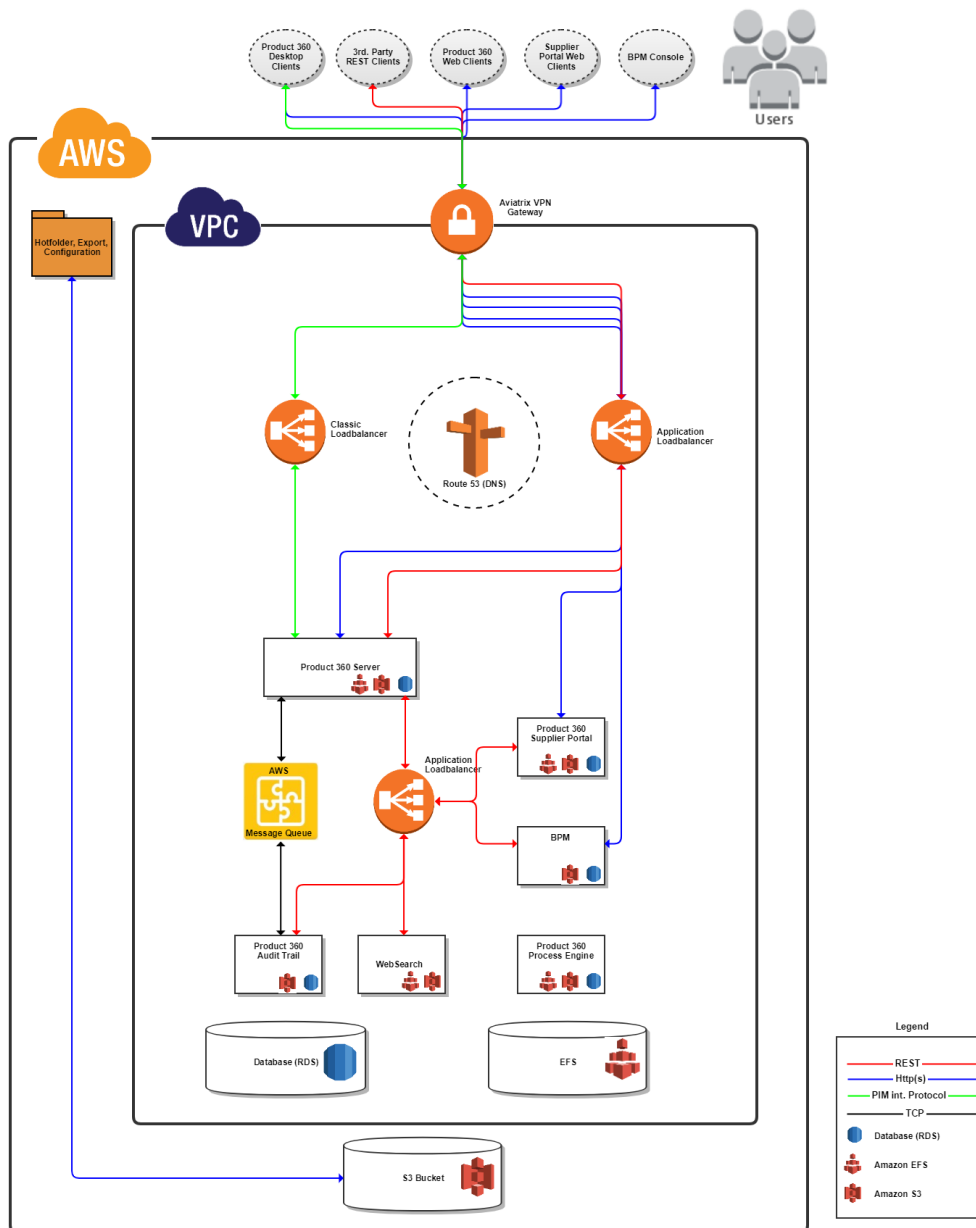 Product 360
Desktop
Clients
3rd. Party
REST Clients
Product 360
Web Clients
Supplier
Portal Web
Clients
BPM Console
Users
AWS
VPC
Aviatrix VPN
Gateway
Hotfolder, Export,
Configuration
Classic
Loadbalancer
Route 53 (DNS)
Application
Loadbalancer
Product 360 Server
Product 360
Supplier Portal
AWS
Message Queue
Application
Loadbalancer
BPM
Product 360
Audit Trail
WebSearch
Product 360
Process Engine
Database (RDS)
EFS
S3 Bucket
Legend
REST
Http(s)
PIM int. Protocol
TCP
Database (RDS)
Amazon EFS
Amazon S3